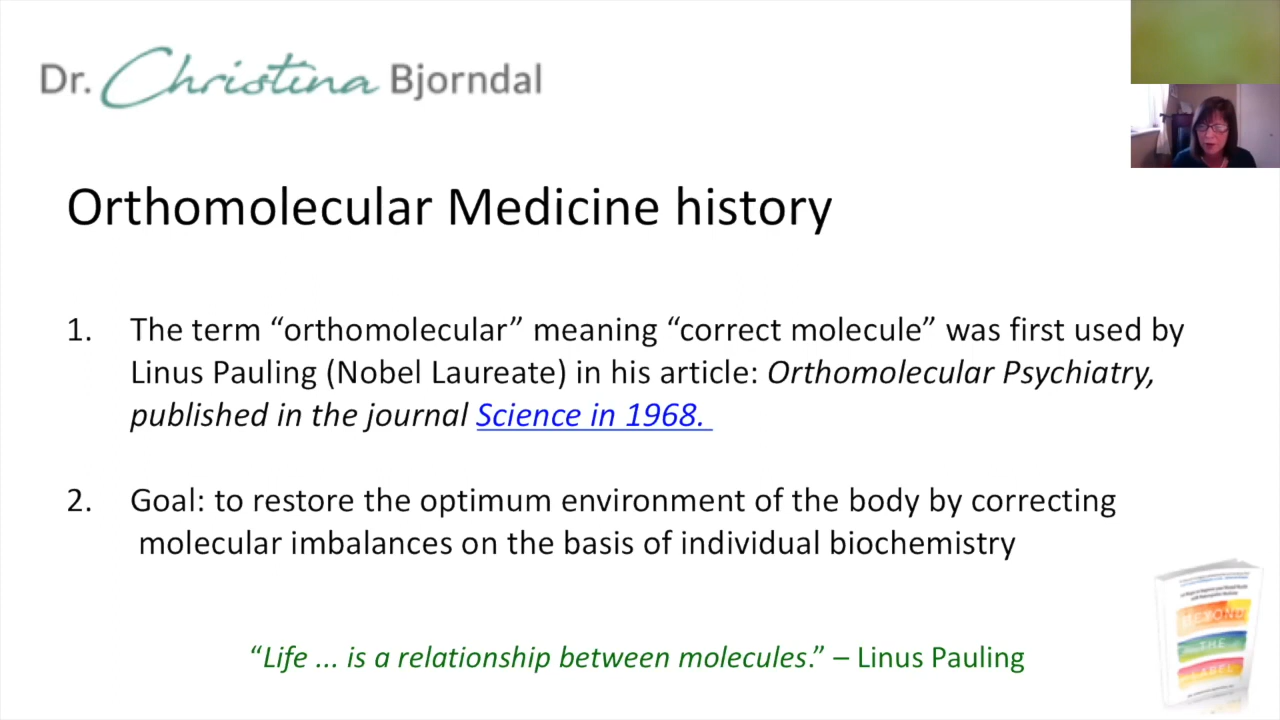 Dr. Christina Bjorndal
Orthomolecular Medicine history
1. The term “orthomolecular” meaning “correct molecule” was first used by
Linus Pauling (Nobel Laureate) in his article: Orthomolecular Psychiatry,
published in the journal Science in 1968.
2. Goal: to restore the optimum environment of the body by correcting
molecular imbalances on the basis of individual biochemistry
“Life ... is a relationship between molecules.” – Linus Pauling
BEYOND
THE
LABEL